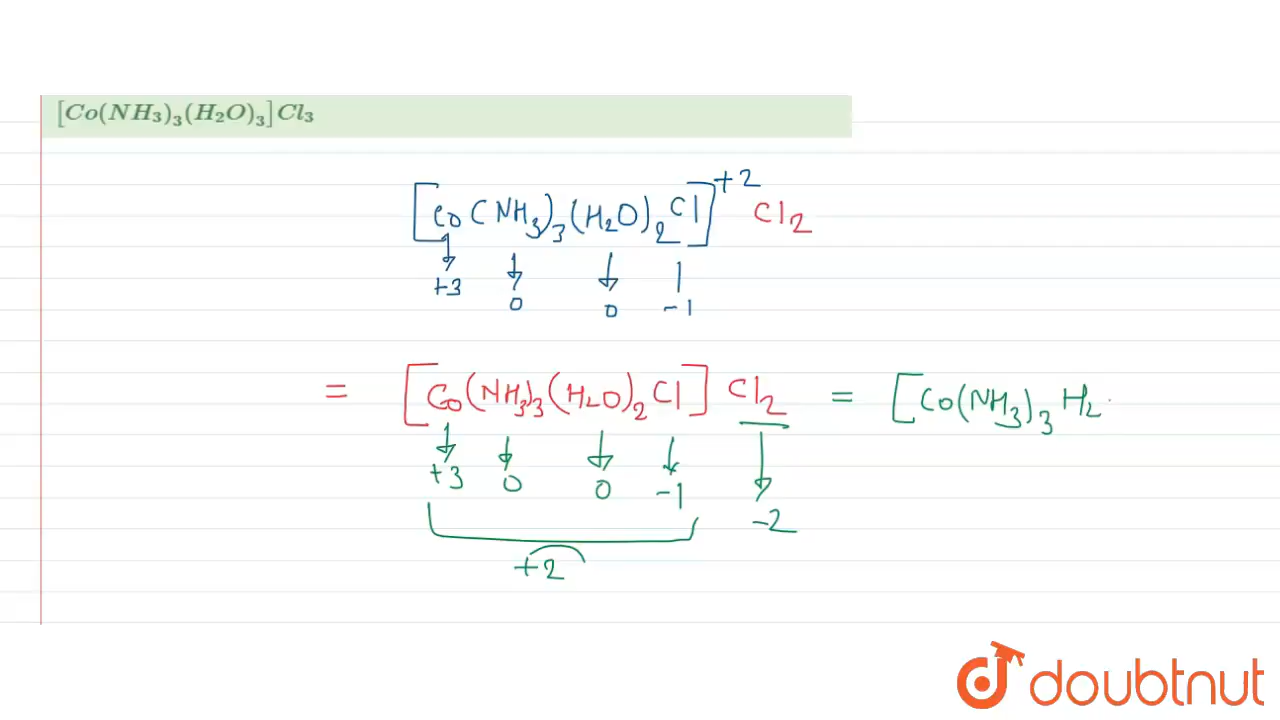 [Co(NH₃)₃(H₂O)₃]Cl₃
[Co(NH₃)₃(H₂O)₂Cl]⁺² Cl₂
+3 0 0 -1
= [Co(NH₃)₃(H₂O)₂Cl] Cl₂ = [Co(NH₃)₃ H₂
+3 0 0 -1 -2
+2
doubtnut